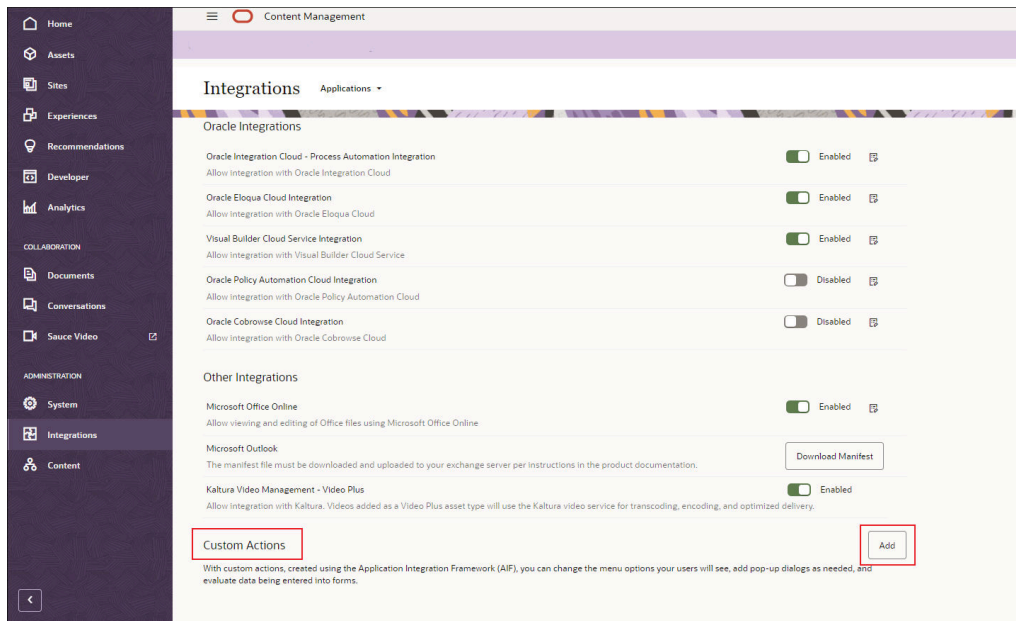 Content Management
Home
Assets
Sites
Experiences
Recommendations
Developer
Analytics
COLLABORATION
Documents
Conversations
Sauce Video
ADMINISTRATION
System
Integrations
Content
Integrations Applications
Oracle Integrations
Oracle Integration Cloud - Process Automation Integration
Enabled
Allow integration with Oracle Integration Cloud
Oracle Eloqua Cloud Integration
Enabled
Allow integration with Oracle Eloqua Cloud
Visual Builder Cloud Service Integration
Enabled
Allow integration with Visual Builder Cloud Service
Oracle Policy Automation Cloud Integration
Disabled
Allow integration with Oracle Policy Automation Cloud
Oracle Cobrowse Cloud Integration
Disabled
Allow integration with Oracle Cobrowse Cloud
Other Integrations
Microsoft Office Online
Enabled
Allow viewing and editing of Office files using Microsoft Office Online
Microsoft Outlook
Download Manifest
The manifest file must be downloaded and uploaded to your exchange server per instructions in the product documentation.
Kaltura Video Management - Video Plus
Enabled
Allow integration with Kaltura. Videos added as a Video Plus asset type will use the Kaltura video service for transcoding, encoding, and optimized delivery.
Custom Actions
Add
With custom actions, created using the Application Integration Framework (AIF), you can change the menu options your users will see, add pop-up dialogs as needed, and
evaluate data being entered into forms.